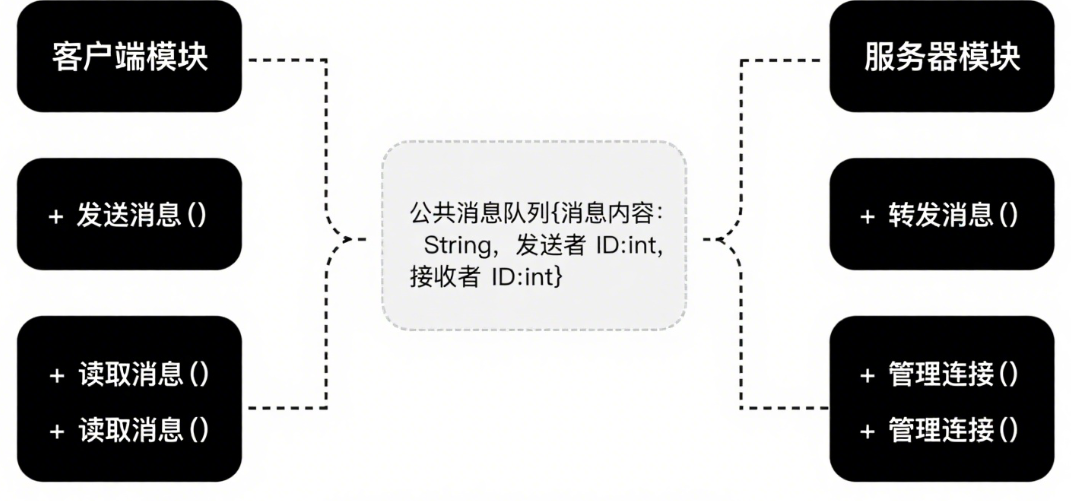 客户端模块
+ 发送消息()
+ 读取消息()
+ 读取消息()
公共消息队列{消息内容:
String, 发送者 ID:int,
接收者 ID:int}
服务器模块
+ 转发消息()
+ 管理连接()
+ 管理连接()